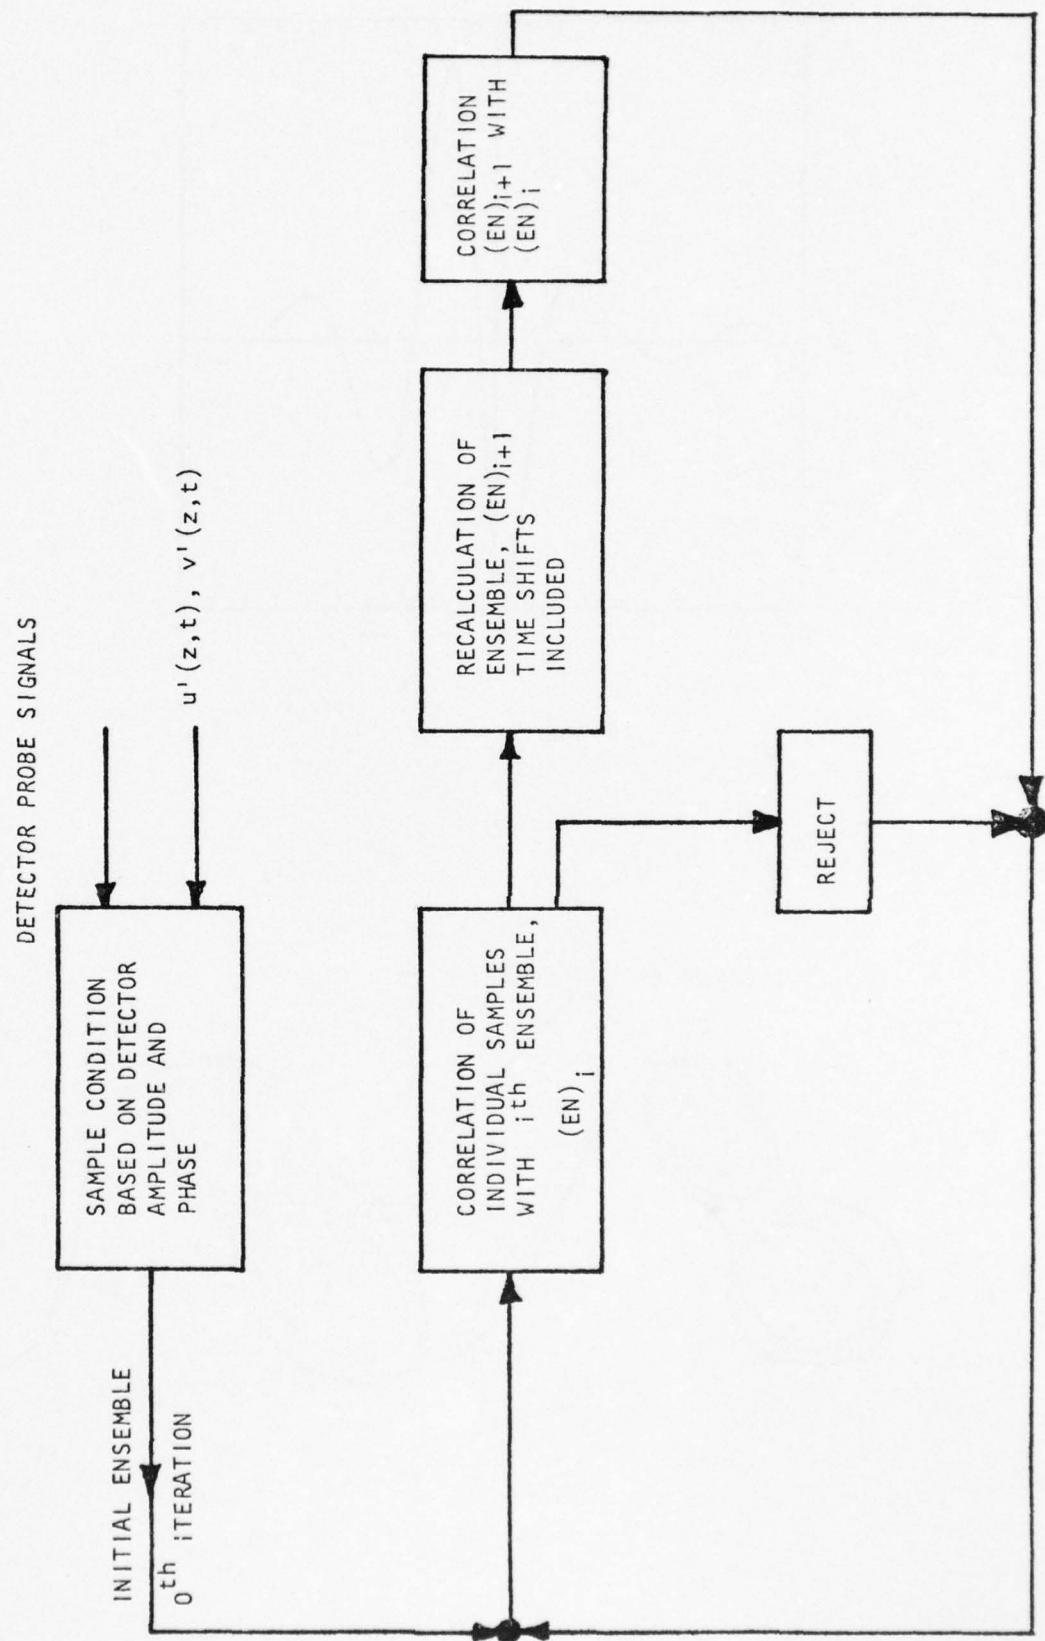 DETECTOR PROBE SIGNALS
u'(z,t), v'(z,t)
SAMPLE CONDITION
BASED ON DETECTOR
AMPLITUDE AND
PHASE
INITIAL ENSEMBLE
0th iTERATION
CORRELATION OF
INDIVIDUAL SAMPLES
WITH ith ENSEMBLE,
(EN)i
RECALCULATION OF
ENSEMBLE, (EN)i+1
TIME SHIFTS
INCLUDED
CORRELATION
(EN)i+1 WITH
(EN)i
REJECT